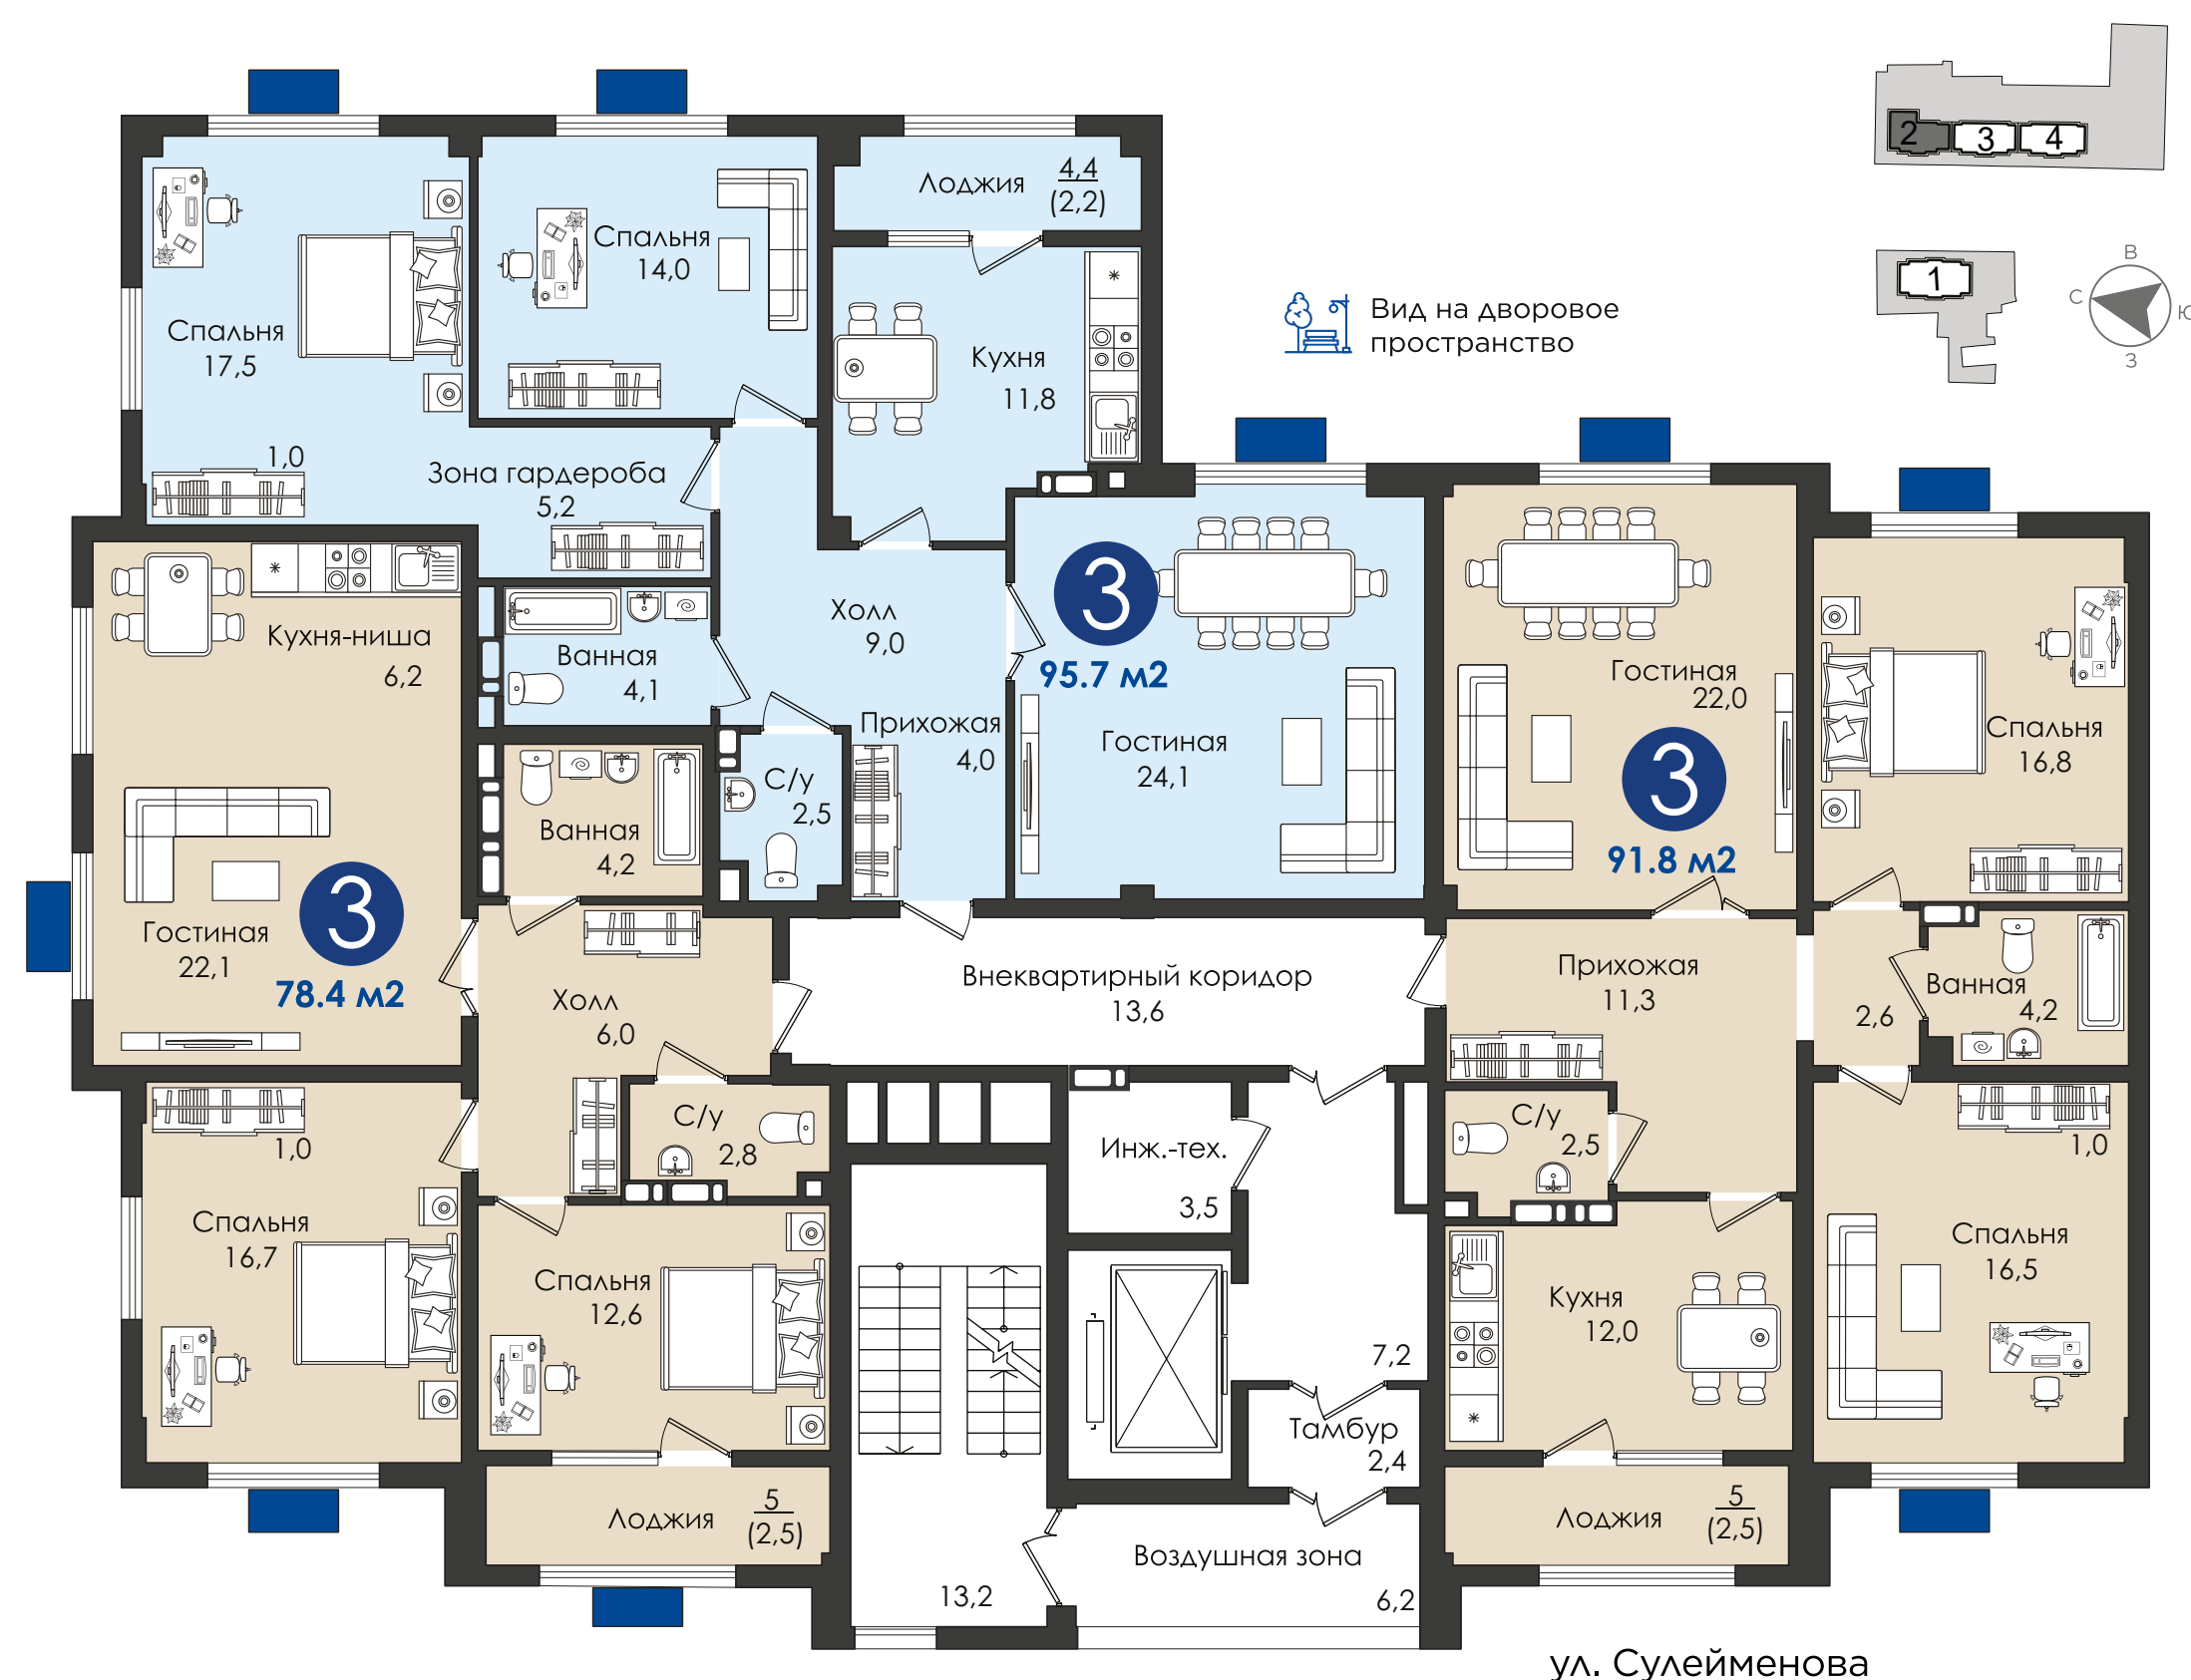 2
3
4
1
В
С
Ю
З
Вид на дворовое
пространство
Спальня
17,5
1,0
Спальня
14,0
Лоджия
4,4
(2,2)
Кухня
11,8
Зона гардероба
5,2
Ванная
4,1
Холл
9,0
Прихожая
4,0
С/у
2,5
3
95.7 м2
Гостиная
24,1
Гостиная
22,0
3
91.8 м2
Спальня
16,8
Кухня-ниша
6,2
Гостиная
22,1
3
78.4 м2
Ванная
4,2
Холл
6,0
Внеквартирный коридор
13,6
Прихожая
11,3
2,6
Ванная
4,2
1,0
Спальня
16,7
С/у
2,8
Спальня
12,6
Лоджия
5
(2,5)
Инж.-тех.
3,5
7,2
Тамбур
2,4
Воздушная зона
6,2
13,2
С/у
2,5
Кухня
12,0
1,0
Спальня
16,5
Лоджия
5
(2,5)
ул. Сулейменова